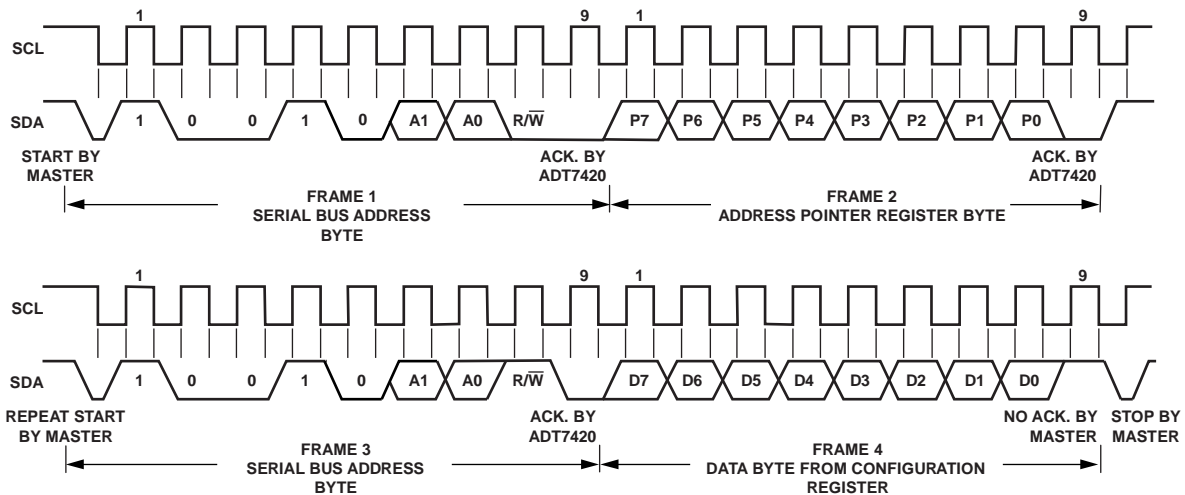 1 9 1 9
SCL
SDA 1 0 0 1 0 A1 A0 R/W̅ P7 P6 P5 P4 P3 P2 P1 P0
START BY
MASTER
ACK. BY
ADT7420
ACK. BY
ADT7420
FRAME 1
SERIAL BUS ADDRESS
BYTE
FRAME 2
ADDRESS POINTER REGISTER BYTE
1 9 1 9
SCL
SDA 1 0 0 1 0 A1 A0 R/W̅ D7 D6 D5 D4 D3 D2 D1 D0
REPEAT START
BY MASTER
ACK. BY
ADT7420
NO ACK. BY
MASTER
STOP BY
MASTER
FRAME 3
SERIAL BUS ADDRESS
BYTE
FRAME 4
DATA BYTE FROM CONFIGURATION
REGISTER